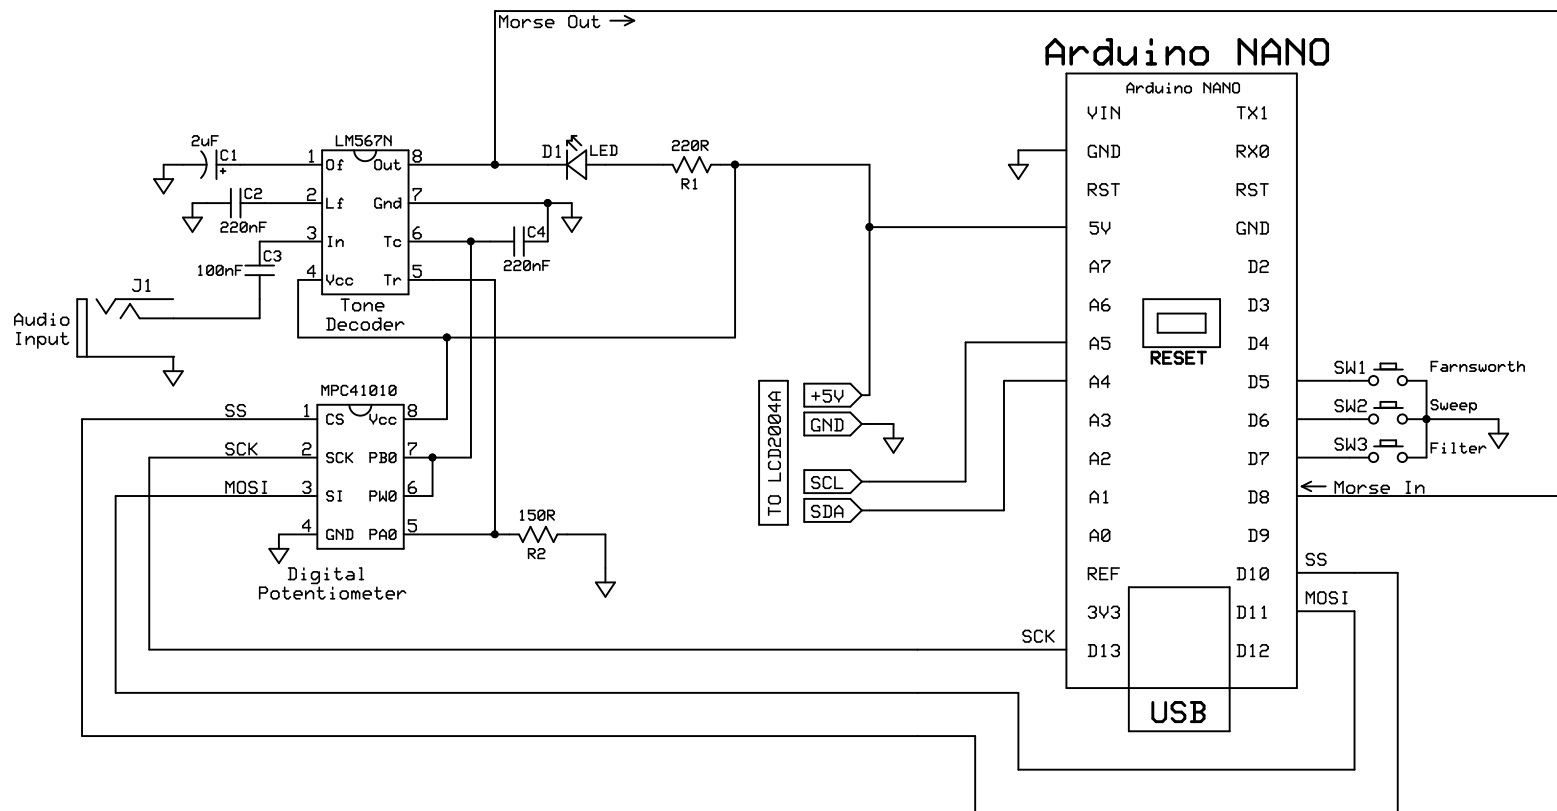 Morse Out
Arduino NANO
Arduino NANO
VIN TX1
GND RX0
RST RST
5V GND
A7 D2
A6 D3
A5 D4
A4 D5
A3 D6
A2 D7
A1 D8
A0 D9
REF D10
3V3 D11
D13 D12
RESET
USB
2uF
C1
+
LM567N
1 Of Out 8
2 Lf Gnd 7
3 In Tc 6
4 Vcc Tr 5
Tone
Decoder
C2
220nF
C3
100nF
D1 LED
220R
R1
C4
220nF
J1
Audio
Input
MPC41010
1 CS Vcc 8
2 SCK PB0 7
3 SI PW0 6
4 GND PA0 5
SS
SCK
MOSI
Digital
Potentiometer
150R
R2
TO LCD2004A
+5V
GND
SCL
SDA
SW1 Farnsworth
SW2 Sweep
SW3 Filter
Morse In
SS
MOSI
SCK